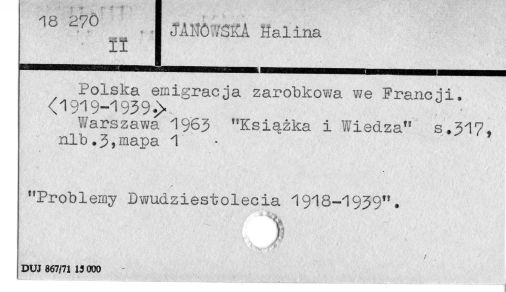 18 270
II
JANOWSKA Halina
Polska emigracja zarobkowa we Francji.
<1919-1939.>
Warszawa 1963 "Książka i Wiedza" s.317,
nlb.3,mapa 1
"Problemy Dwudziestolecia 1918-1939".
DUJ 867/71 15 000